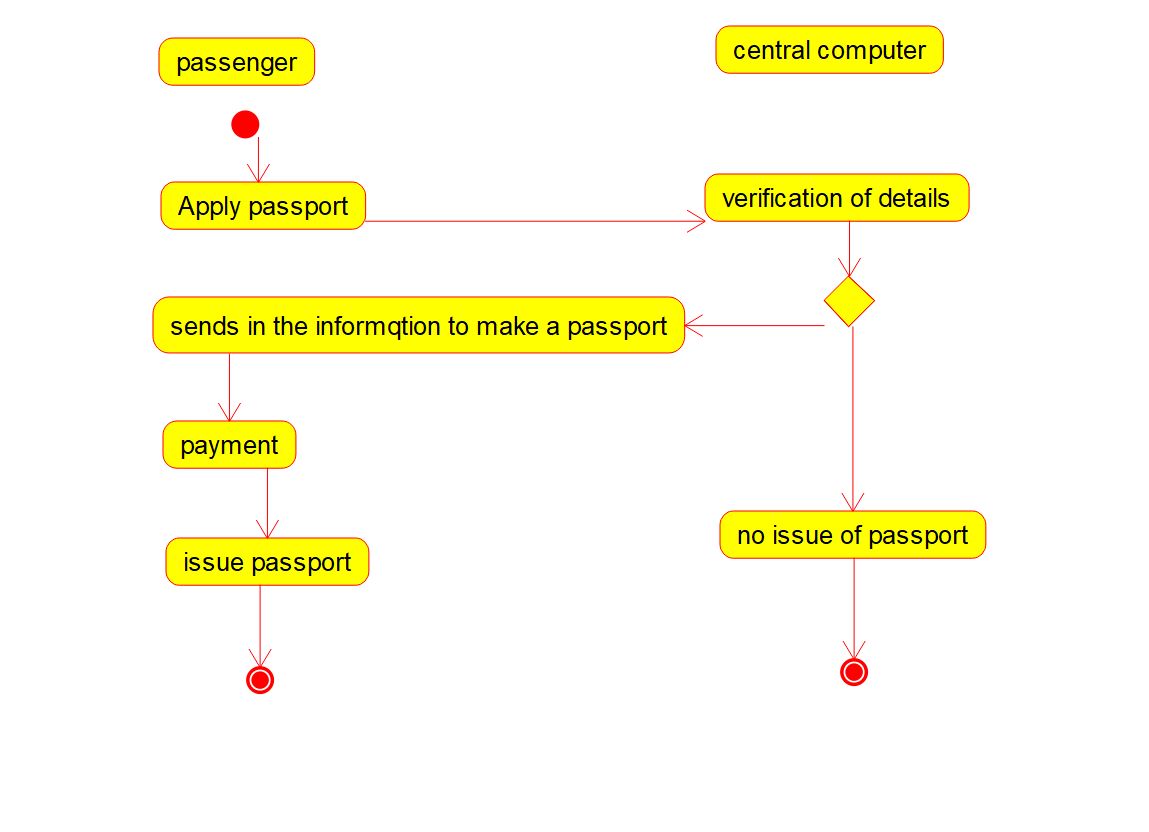 passenger
central computer
Apply passport
verification of details
sends in the informqtion to make a passport
payment
no issue of passport
issue passport